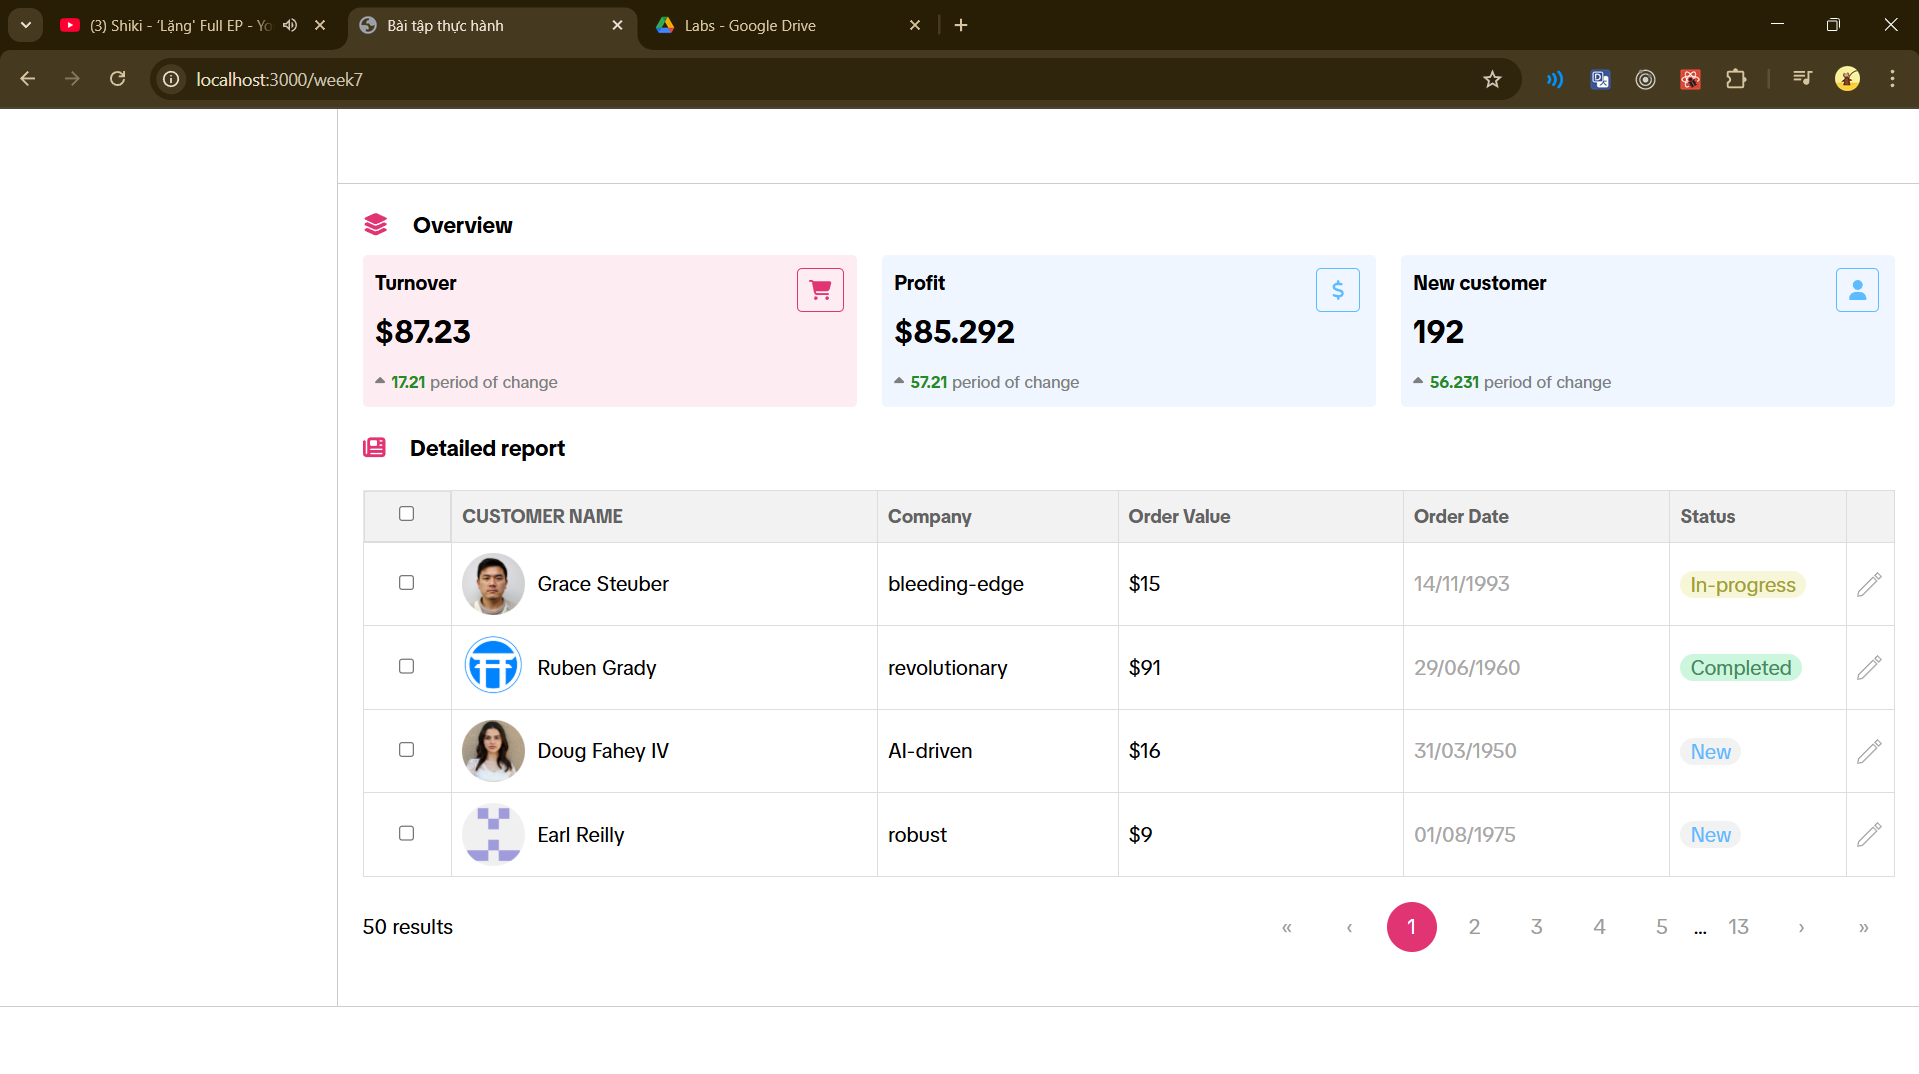 (3) Shiki - ‘Lặng’ Full EP - Yo
Bài tập thực hành
Labs - Google Drive
localhost:3000/week7
Overview
Turnover
$87.23
17.21 period of change
Profit
$
$85.292
57.21 period of change
New customer
192
56.231 period of change
Detailed report
CUSTOMER NAME Company Order Value Order Date Status
Grace Steuber bleeding-edge $15 14/11/1993 In-progress
Ruben Grady revolutionary $91 29/06/1960 Completed
Doug Fahey IV AI-driven $16 31/03/1950 New
Earl Reilly robust $9 01/08/1975 New
50 results « ‹ 1 2 3 4 5 ... 13 › »